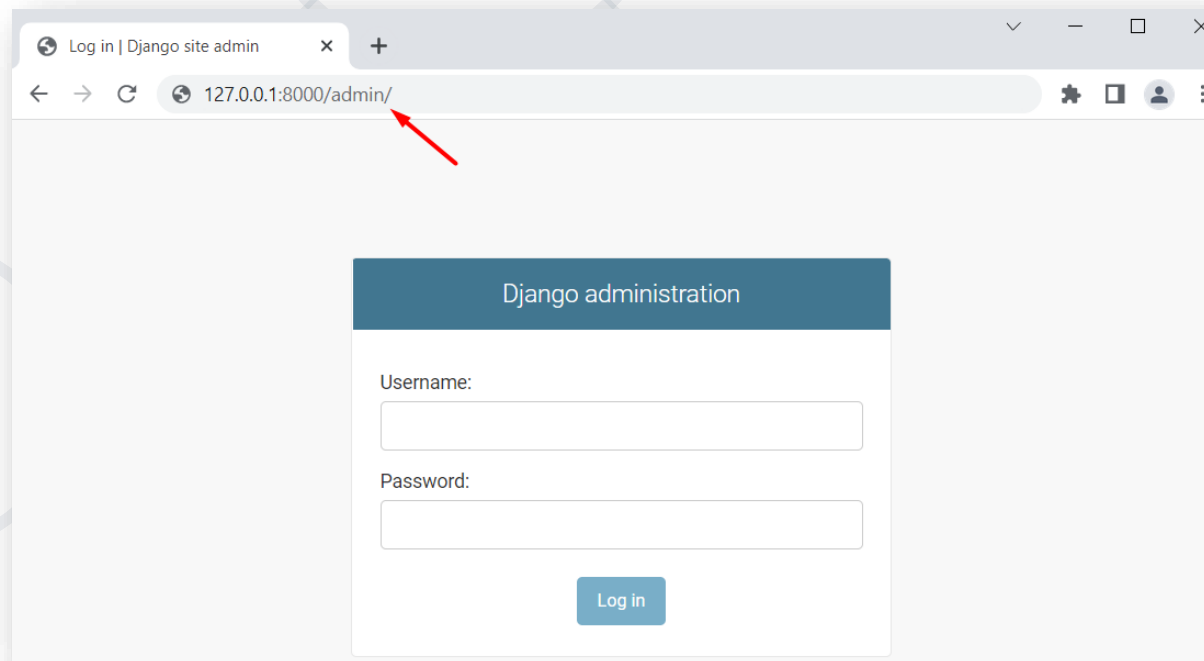 Log in | Django site admin
127.0.0.1:8000/admin/
Django administration
Username:
Password:
Log in